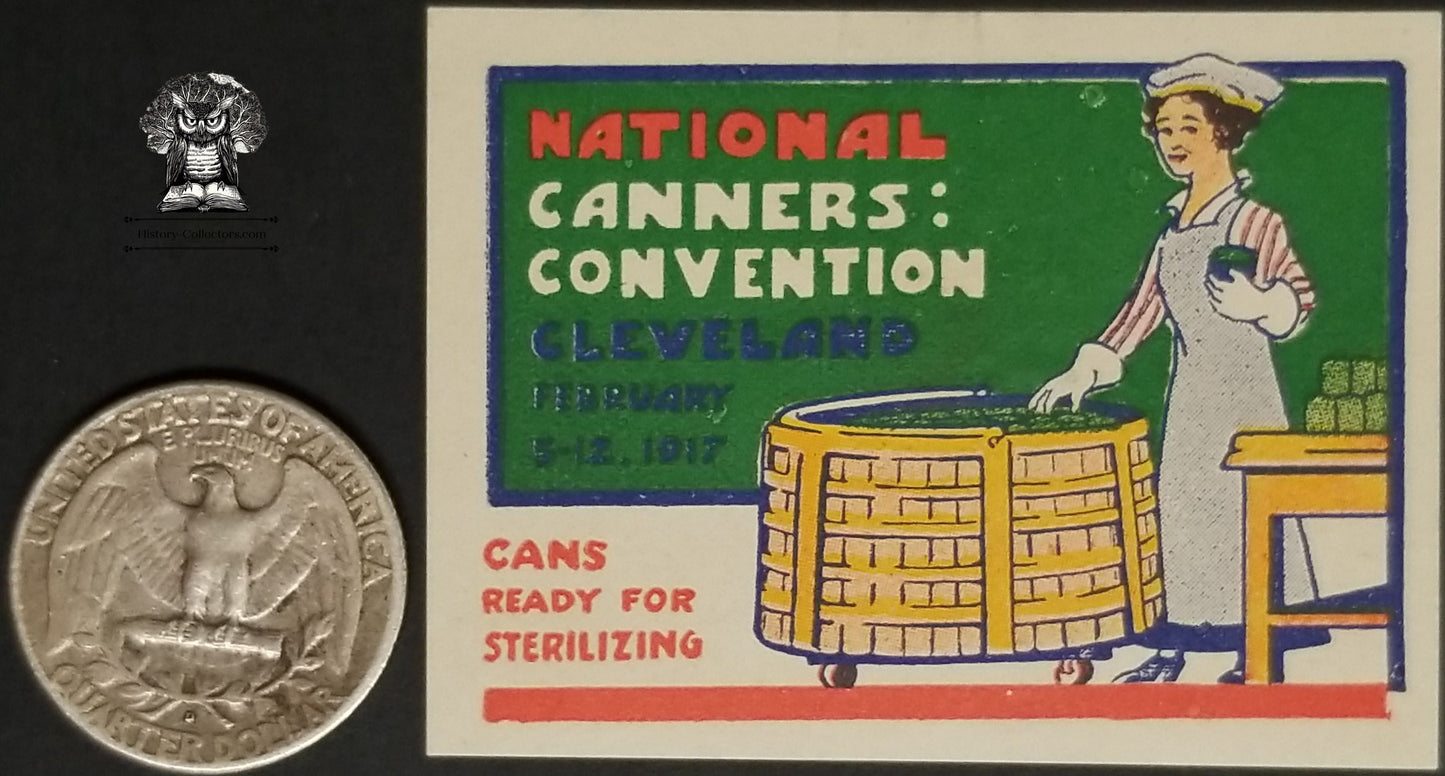 History-Collectors.com
UNITED STATES OF AMERICA
E PLURIBUS
UNUM
QUARTER DOLLAR
D
NATIONAL
CANNERS:
CONVENTION
CLEVELAND
FEBRUARY
5-12, 1917
CANS
READY FOR
STERILIZING